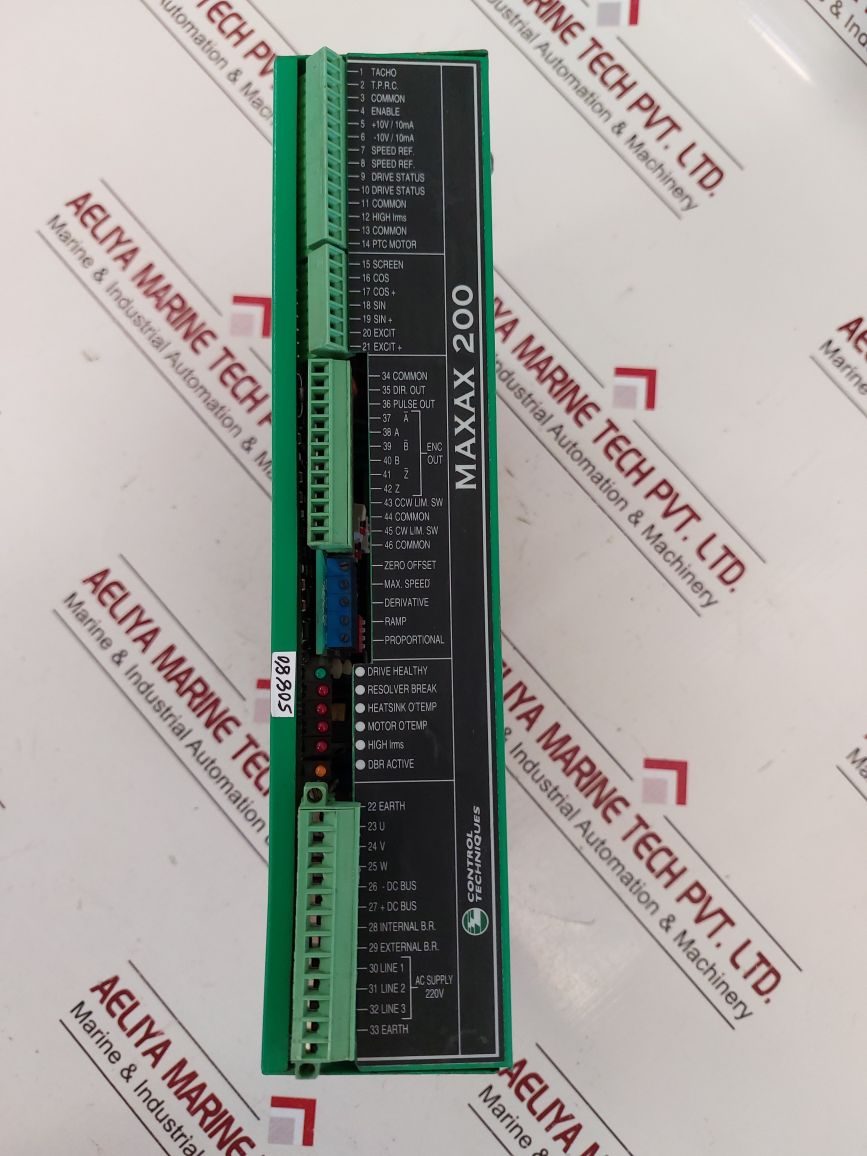 1 TACHO
2 T.P.R.C.
3 COMMON
4 ENABLE
5 +10V / 10mA
6 -10V / 10mA
7 SPEED REF.
8 SPEED REF.
9 DRIVE STATUS
10 DRIVE STATUS
11 COMMON
12 HIGH Irms
13 COMMON
14 PTC MOTOR
15 SCREEN
16 COS
17 COS +
18 SIN
19 SIN +
20 EXCIT
21 EXCIT +
34 COMMON
35 DIR. OUT
36 PULSE OUT
37 A̅
38 A
39 B̅
40 B
41 Z̅
42 Z
ENC
OUT
43 CCW LIM. SW
44 COMMON
45 CW LIM. SW
46 COMMON
ZERO OFFSET
MAX. SPEED
DERIVATIVE
RAMP
PROPORTIONAL
DRIVE HEALTHY
RESOLVER BREAK
HEATSINK O'TEMP
MOTOR O'TEMP
HIGH Irms
DBR ACTIVE
22 EARTH
23 U
24 V
25 W
26 - DC BUS
27 + DC BUS
28 INTERNAL B.R.
29 EXTERNAL B.R.
30 LINE 1
31 LINE 2
32 LINE 3
AC SUPPLY
220V
33 EARTH
MAXAX 200
CONTROL
TECHNIQUES
AELIYA MARINE TECH PVT. LTD.
Marine & Industrial Automation & Machinery